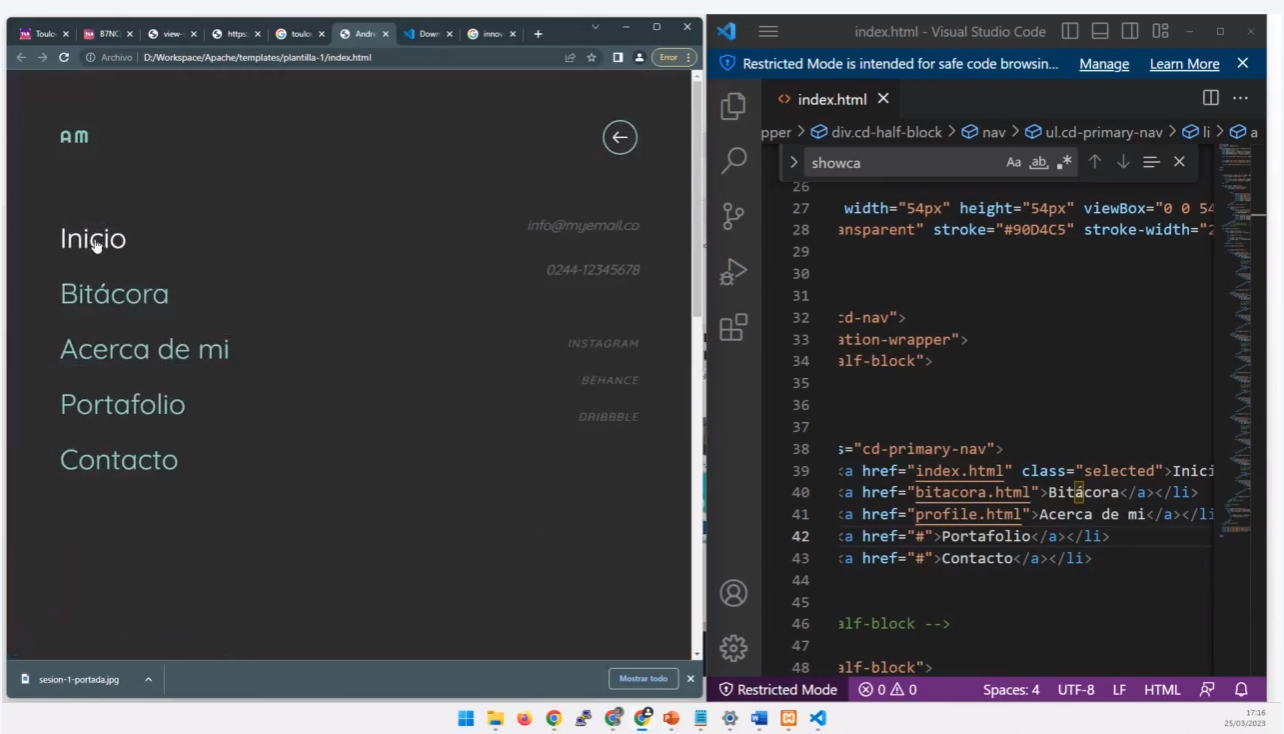 Toulo B7NC view- https: toulo Andre Down innov
Archivo D:/Workspace/Apache/templates/plantilla-1/index.html Error
AM
Inicio
Bitácora
Acerca de mi
Portafolio
Contacto
info@myemail.co
0244-12345678
INSTAGRAM
BEHANCE
DRIBBBLE
sesion-1-portada.jpg Mostrar todo
index.html - Visual Studio Code
Restricted Mode is intended for safe code browsin... Manage Learn More
index.html
pper > div.cd-half-block > nav > ul.cd-primary-nav > li > a
showca Aa ab
26
27 width="54px" height="54px" viewBox="0 0 54
28 ansparent" stroke="#90D4C5" stroke-width="2
29
30
31
32 cd-nav">
33 ation-wrapper">
34 alf-block">
35
36
37
38 s="cd-primary-nav">
39 <a href="index.html" class="selected">Inici
40 <a href="bitacora.html">Bitácora</a></li>
41 <a href="profile.html">Acerca de mi</a></li
42 <a href="#">Portafolio</a></li>
43 <a href="#">Contacto</a></li>
44
45
46 alf-block -->
47
48 alf-block">
Restricted Mode 0 0 Spaces: 4 UTF-8 LF HTML
17:16
25/03/2023